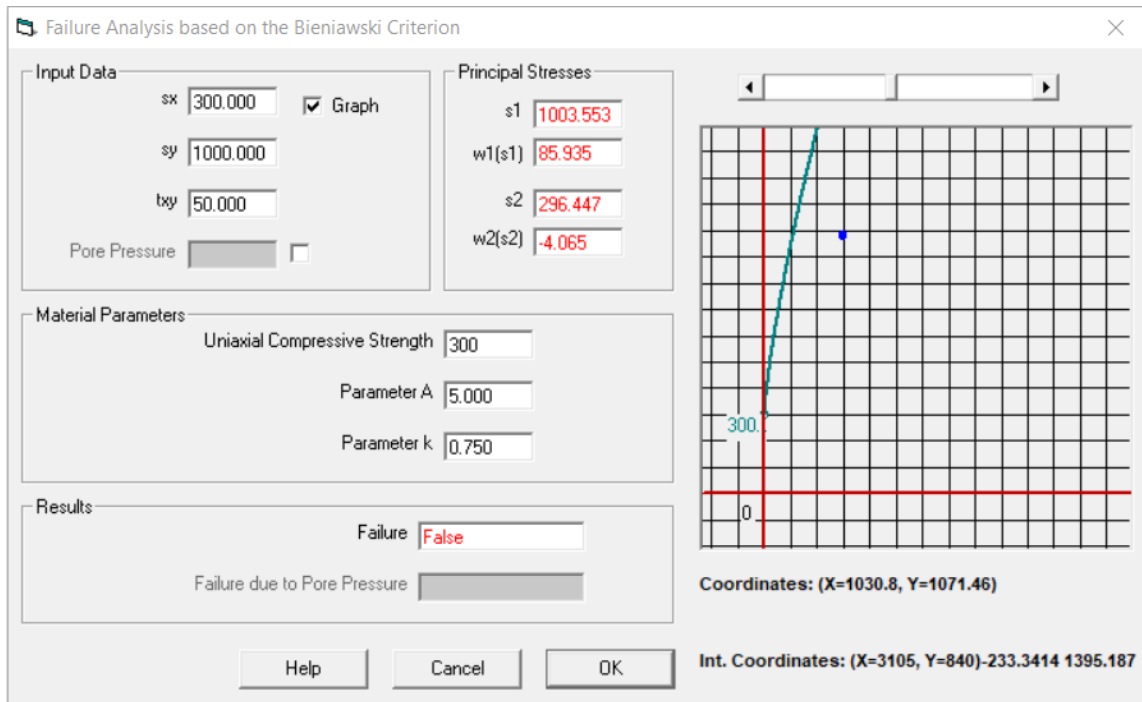 Failure Analysis based on the Bieniawski Criterion
Input Data
sx 300.000
Graph
sy 1000.000
txy 50.000
Pore Pressure
Principal Stresses
s1 1003.553
w1(s1) 85.935
s2 296.447
w2(s2) -4.065
Material Parameters
Uniaxial Compressive Strength 300
Parameter A 5.000
Parameter k 0.750
Results
Failure False
Failure due to Pore Pressure
Help Cancel OK
300.
0
Coordinates: (X=1030.8, Y=1071.46)
Int. Coordinates: (X=3105, Y=840)-233.3414 1395.187